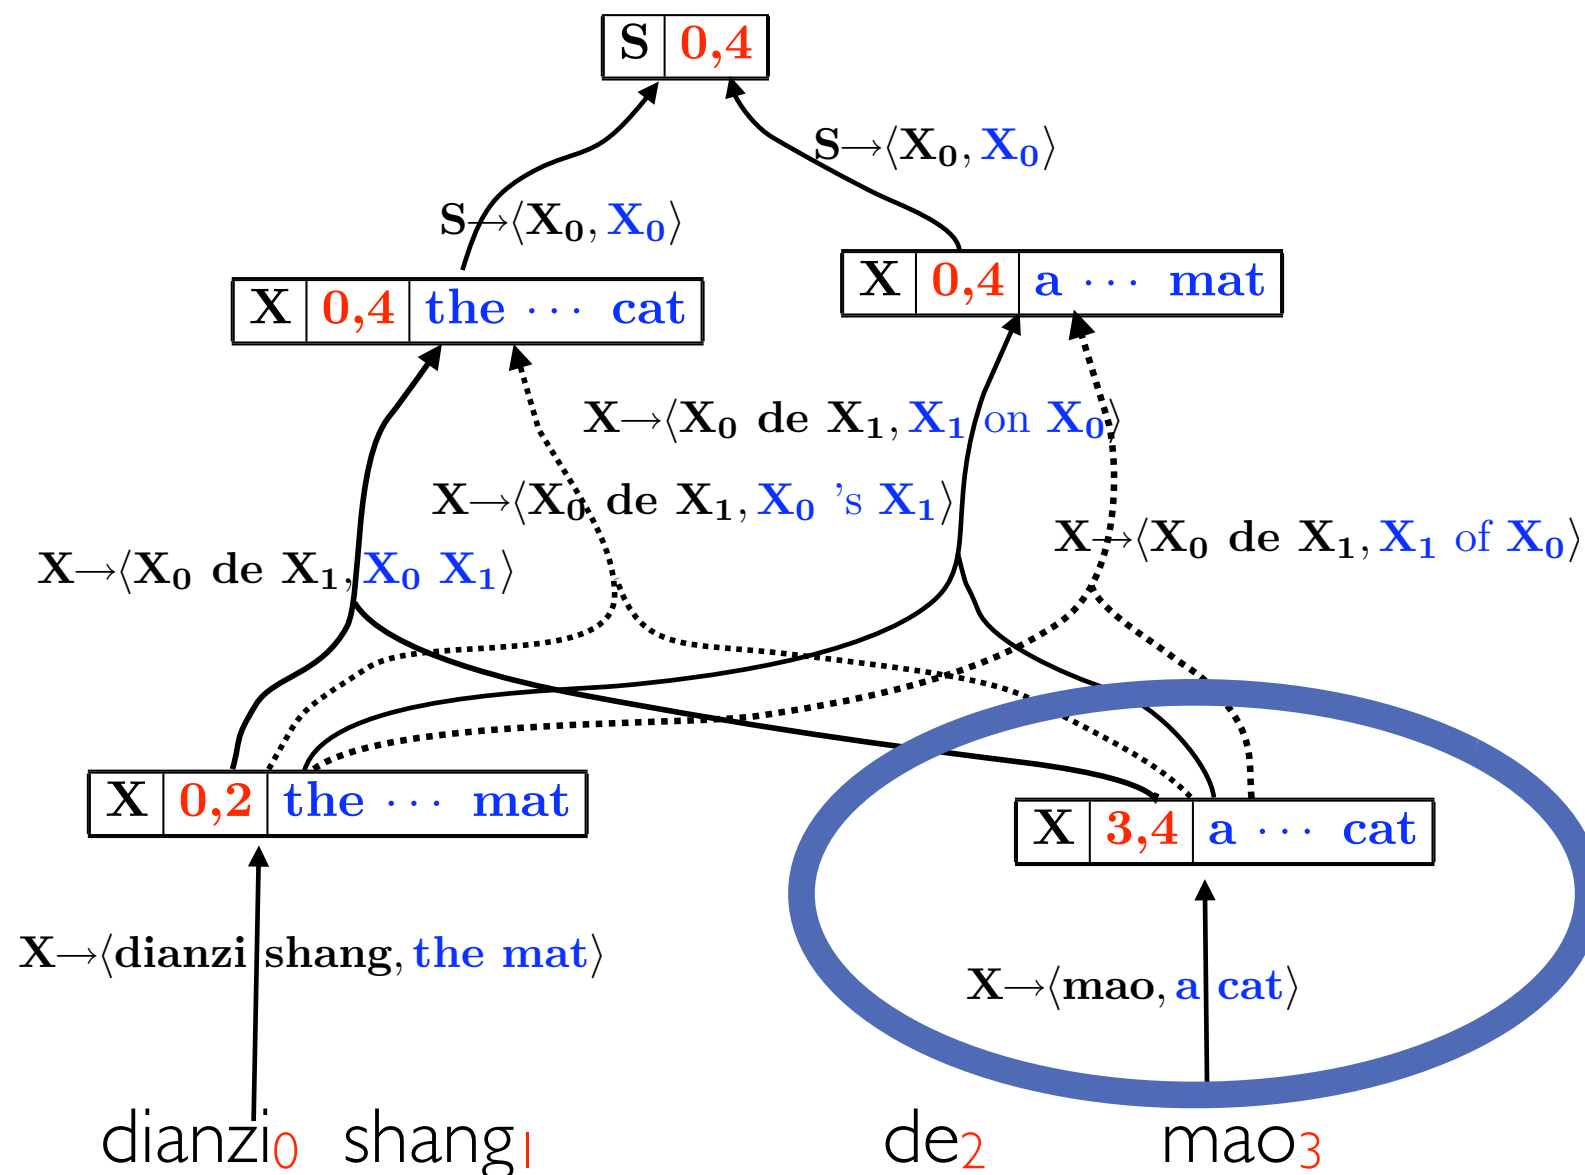 S 0,4
S→⟨X₀, X₀⟩
S→⟨X₀, X₀⟩
X 0,4 a ··· mat
X 0,4 the ··· cat
X→⟨X₀ de X₁, X₁ on X₀⟩
X→⟨X₀ de X₁, X₀ 's X₁⟩
X→⟨X₀ de X₁, X₁ of X₀⟩
X→⟨X₀ de X₁, X₀ X₁⟩
X 0,2 the ··· mat
X 3,4 a ··· cat
X→⟨dianzi shang, the mat⟩
X→⟨mao, a cat⟩
dianzi₀ shang₁ de₂ mao₃